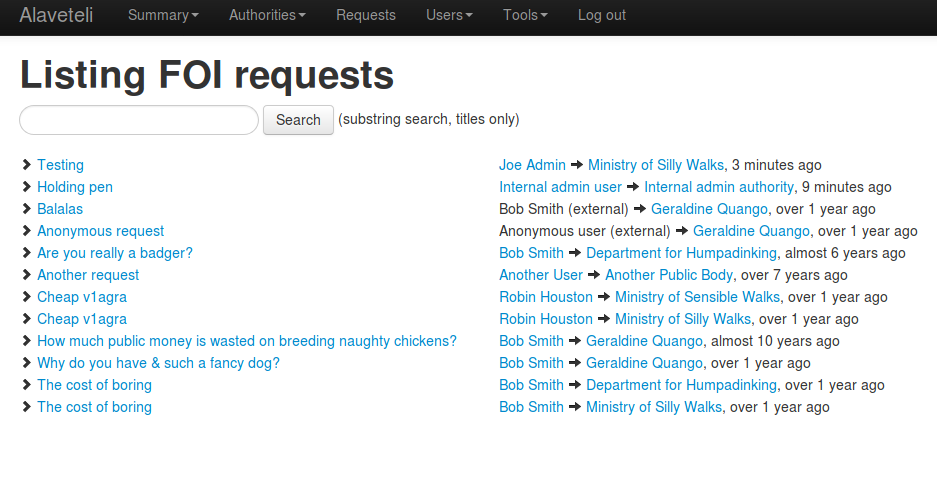 Alaveteli Summary Authorities Requests Users Tools Log out
Listing FOI requests
Search (substring search, titles only)
Testing Joe Admin → Ministry of Silly Walks, 3 minutes ago
Holding pen Internal admin user → Internal admin authority, 9 minutes ago
Balalas Bob Smith (external) → Geraldine Quango, over 1 year ago
Anonymous request Anonymous user (external) → Geraldine Quango, over 1 year ago
Are you really a badger? Bob Smith → Department for Humpadinking, almost 6 years ago
Another request Another User → Another Public Body, over 7 years ago
Cheap v1agra Robin Houston → Ministry of Sensible Walks, over 1 year ago
Cheap v1agra Robin Houston → Ministry of Silly Walks, over 1 year ago
How much public money is wasted on breeding naughty chickens? Bob Smith → Geraldine Quango, almost 10 years ago
Why do you have & such a fancy dog? Bob Smith → Geraldine Quango, over 1 year ago
The cost of boring Bob Smith → Department for Humpadinking, over 1 year ago
The cost of boring Bob Smith → Ministry of Silly Walks, over 1 year ago